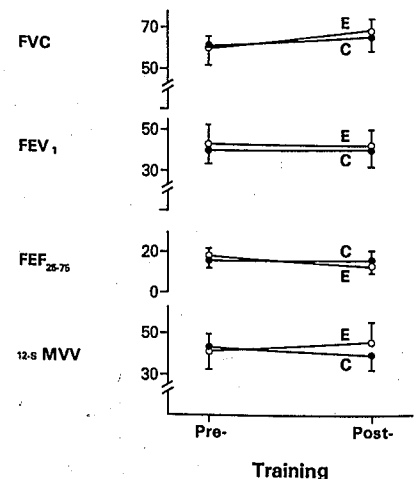 FVC
70
50
E
C
FEV1
50
30
E
C
FEF25-75
20
0
C
E
12-S MVV
50
30
E
C
Pre-
Post-
Training